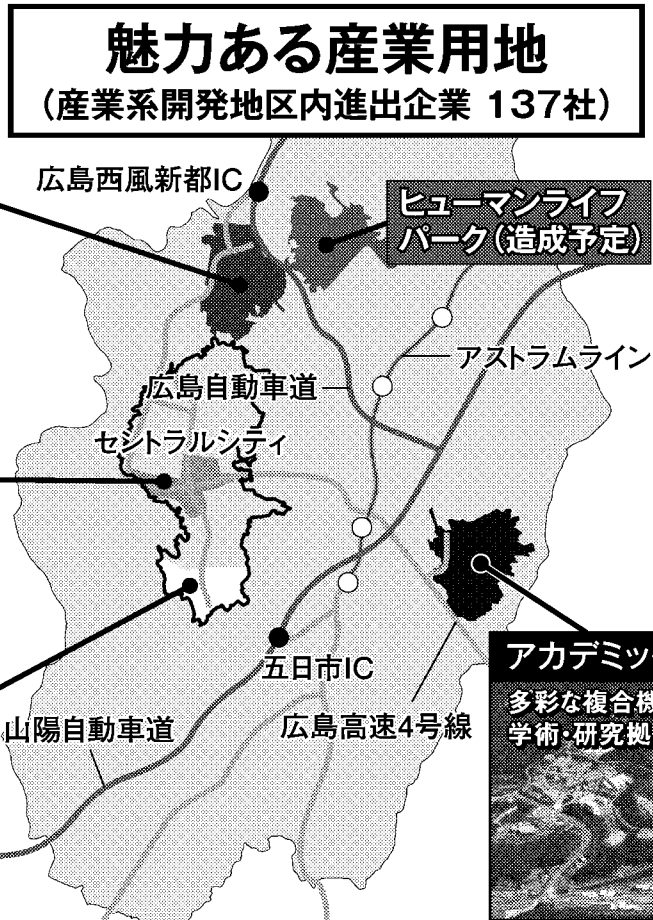 魅力ある産業用地
（産業系開発地区内進出企業 137社）
広島西風新都IC
ヒューマンライフ
パーク（造成予定）
アストラムライン
広島自動車道
セントラルシティ
五日市IC
アカデミッ
多彩な複合機
学術・研究拠
山陽自動車道
広島高速4号線